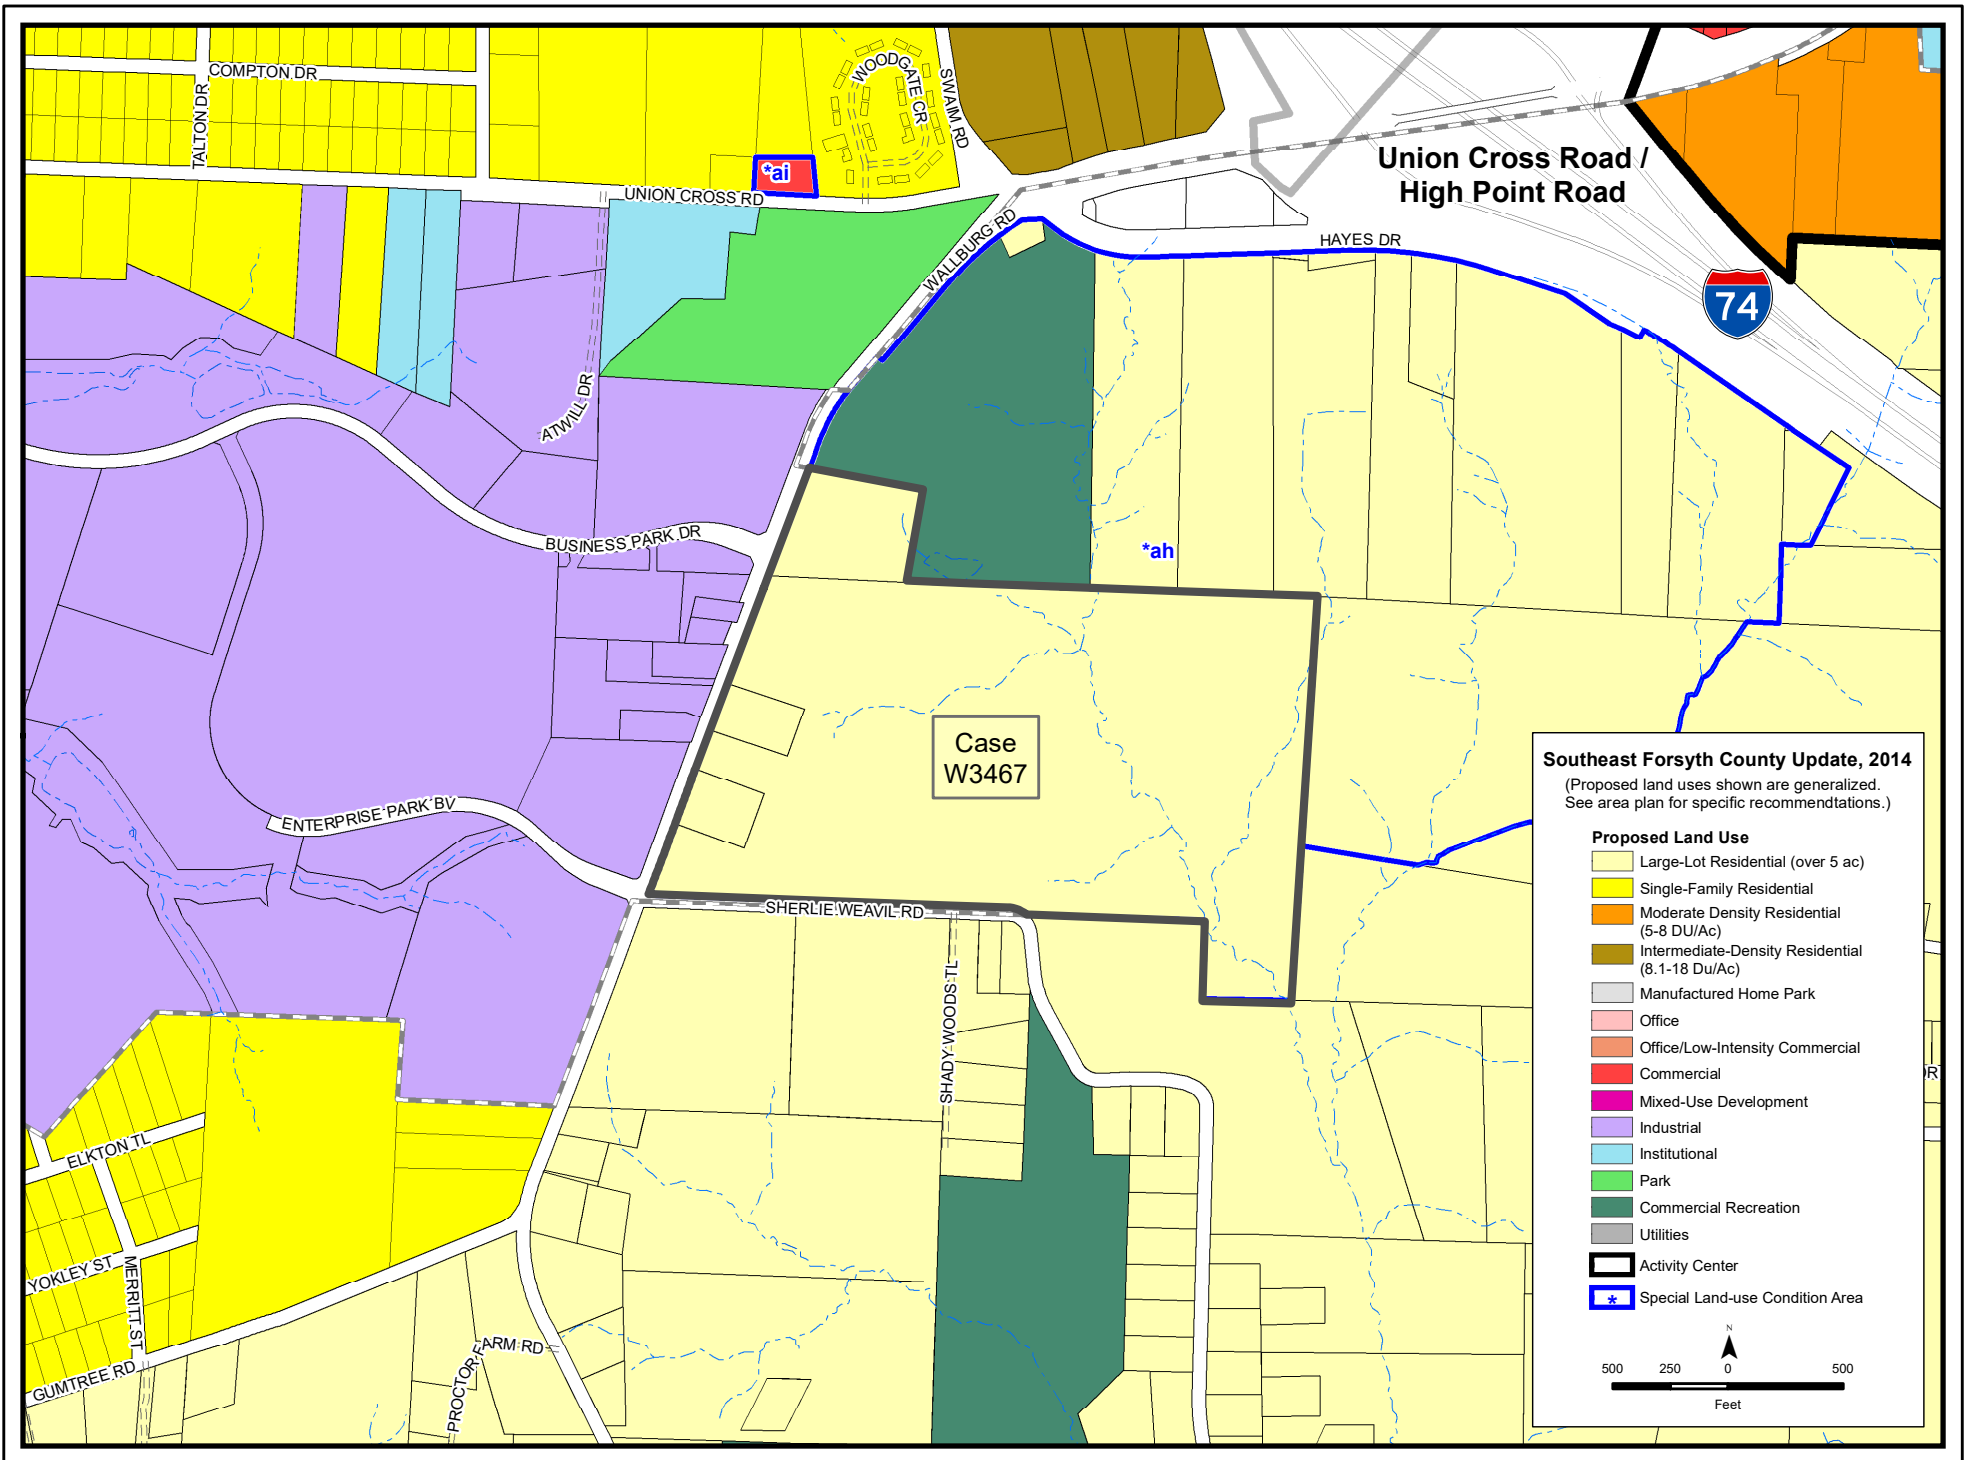 COMPTON DR
TALTON DR
WOODGATE CR
SWAIM RD
*ai
UNION CROSS RD
Union Cross Road /
High Point Road
WALLBURG RD
HAYES DR
74
ATWILL DR
BUSINESS PARK DR
*ah
Case
W3467
ENTERPRISE PARK BV
SHERLIE WEAVIL RD
SHADY WOODS TL
ELKTON TL
YOKLEY ST
MERRITT ST
GUMTREE RD
PROCTOR FARM RD
Southeast Forsyth County Update, 2014
(Proposed land uses shown are generalized.
See area plan for specific recommendtations.)
Proposed Land Use
Large-Lot Residential (over 5 ac)
Single-Family Residential
Moderate Density Residential
(5-8 DU/Ac)
Intermediate-Density Residential
(8.1-18 Du/Ac)
Manufactured Home Park
Office
Office/Low-Intensity Commercial
Commercial
Mixed-Use Development
Industrial
Institutional
Park
Commercial Recreation
Utilities
Activity Center
* Special Land-use Condition Area
N
500 250 0 500
Feet